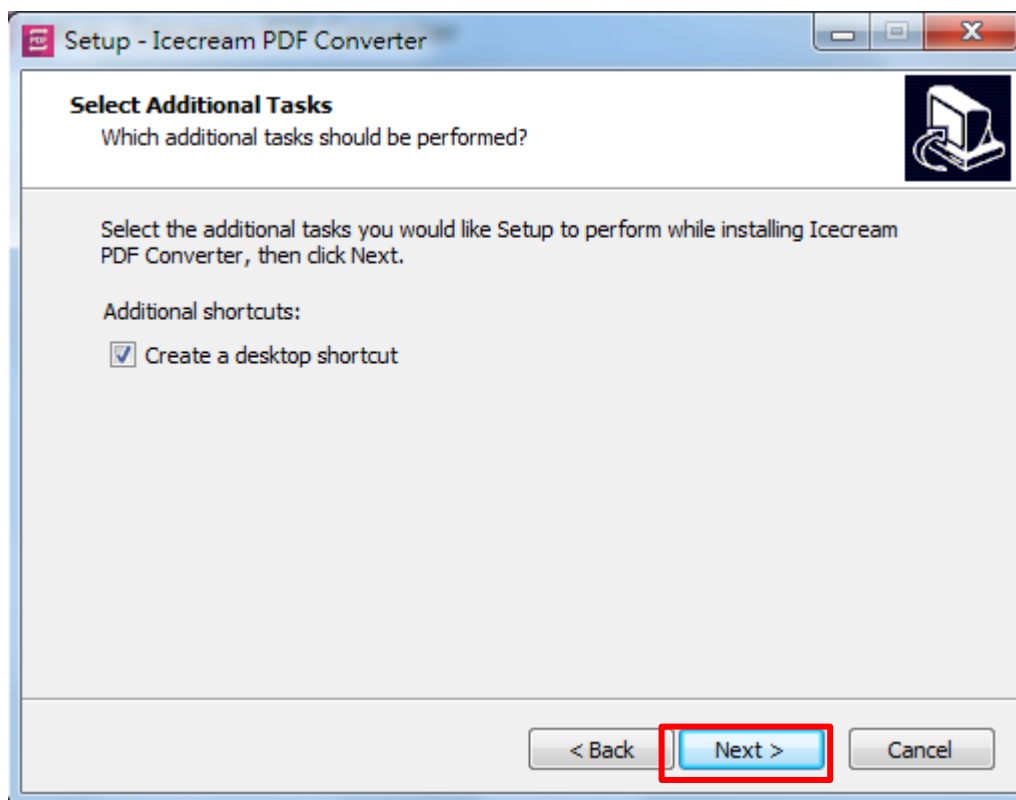 PDF
Setup - Icecream PDF Converter
Select Additional Tasks
Which additional tasks should be performed?
Select the additional tasks you would like Setup to perform while installing Icecream
PDF Converter, then click Next.
Additional shortcuts:
Create a desktop shortcut
< Back
Next >
Cancel